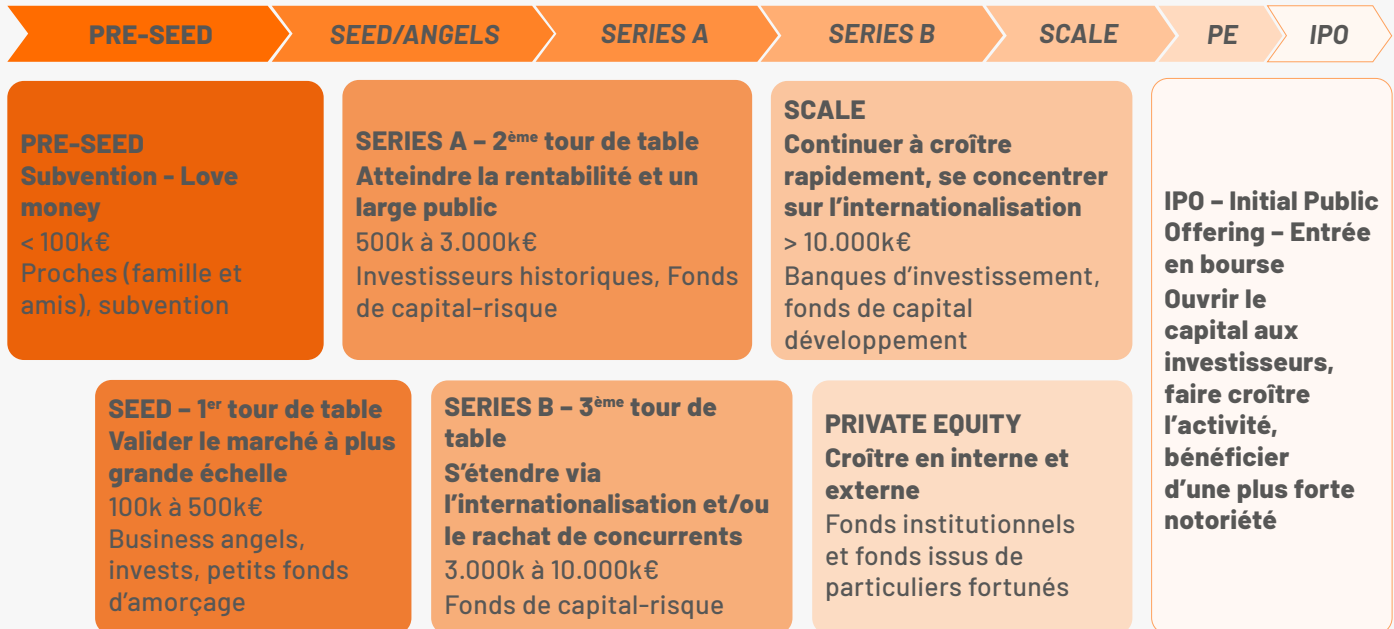 PRE-SEED
SEED/ANGELS
SERIES A
SERIES B
SCALE
PE
IPO
PRE-SEED
Subvention - Love
money
< 100k€
Proches (famille et
amis), subvention
SERIES A – 2ème tour de table
Atteindre la rentabilité et un
large public
500k à 3.000k€
Investisseurs historiques, Fonds
de capital-risque
SCALE
Continuer à croître
rapidement, se concentrer
sur l’internationalisation
> 10.000k€
Banques d’investissement,
fonds de capital
développement
IPO – Initial Public
Offering – Entrée
en bourse
Ouvrir le
capital aux
investisseurs,
faire croître
l’activité,
bénéficier
d’une plus forte
notoriété
SEED – 1er tour de table
Valider le marché à plus
grande échelle
100k à 500k€
Business angels,
invests, petits fonds
d’amorçage
SERIES B – 3ème tour de
table
S’étendre via
l’internationalisation et/ou
le rachat de concurrents
3.000k à 10.000k€
Fonds de capital-risque
PRIVATE EQUITY
Croître en interne et
externe
Fonds institutionnels
et fonds issus de
particuliers fortunés